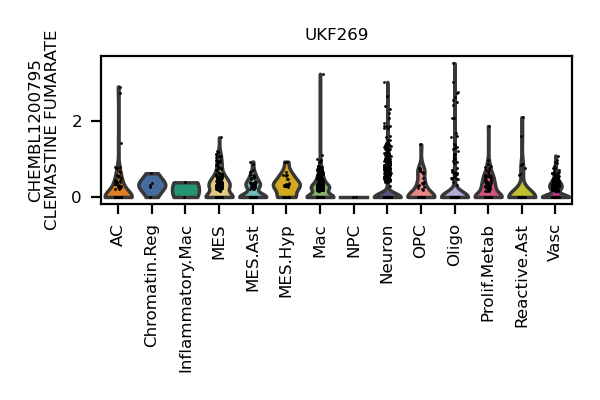 UKF269
CHEMBL1200795
CLEMASTINE FUMARATE
2
0
AC
Chromatin.Reg
Inflammatory.Mac
MES
MES.Ast
MES.Hyp
Mac
NPC
Neuron
OPC
Oligo
Prolif.Metab
Reactive.Ast
Vasc